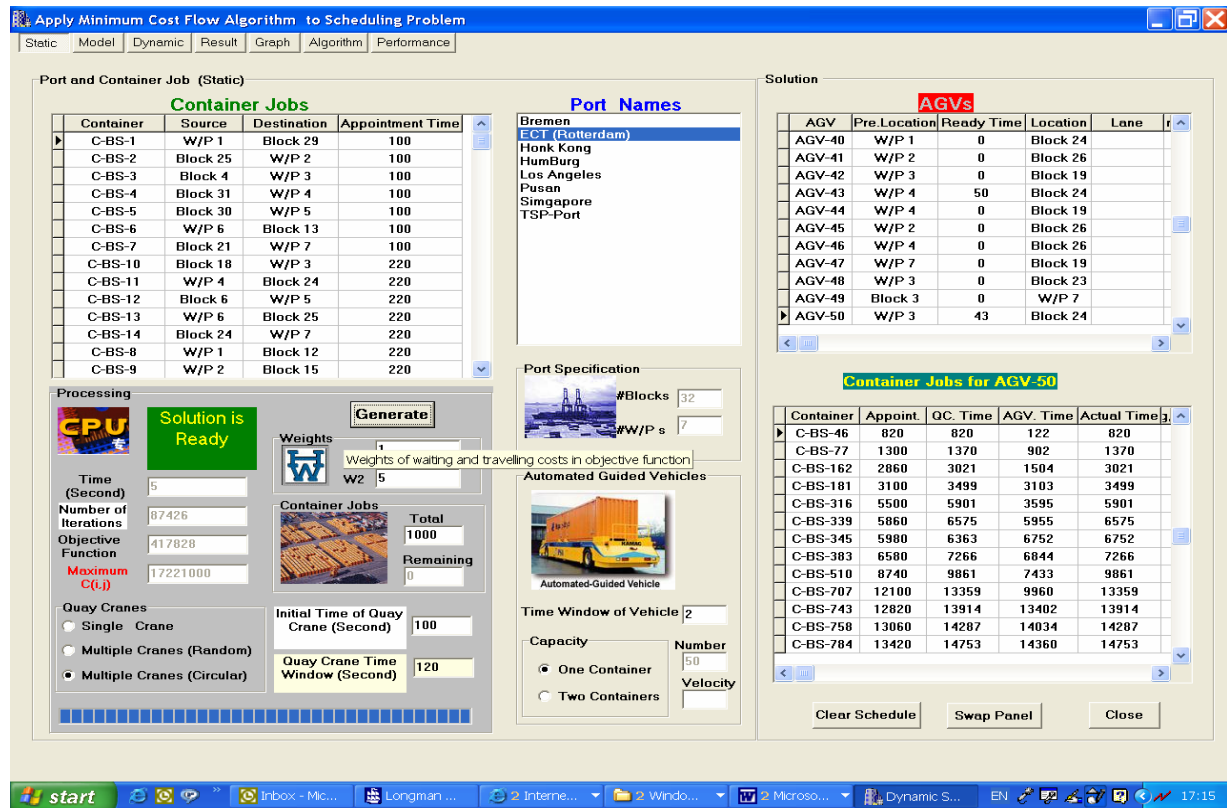 Apply Minimum Cost Flow Algorithm to Scheduling Problem
Static Model Dynamic Result Graph Algorithm Performance
Port and Container Job (Static)
Container Jobs
Container Source Destination Appointment Time
C-BS-1 W/P 1 Block 29 100
C-BS-2 Block 25 W/P 2 100
C-BS-3 Block 4 W/P 3 100
C-BS-4 Block 31 W/P 4 100
C-BS-5 Block 30 W/P 5 100
C-BS-6 W/P 6 Block 13 100
C-BS-7 Block 21 W/P 7 100
C-BS-10 Block 18 W/P 3 220
C-BS-11 W/P 4 Block 24 220
C-BS-12 Block 6 W/P 5 220
C-BS-13 W/P 6 Block 25 220
C-BS-14 Block 24 W/P 7 220
C-BS-8 W/P 1 Block 12 220
C-BS-9 W/P 2 Block 15 220
Port Names
Bremen
ECT (Rotterdam)
Honk Kong
HumBurg
Los Angeles
Pusan
Simgapore
TSP-Port
Port Specification
#Blocks 32
#W/P s 7
Processing
CPU
Solution is
Ready
Generate
Weights
Weights of waiting and travelling costs in objective function
W2 5
Time
(Second) 5
Number of
Iterations 87426
Objective
Function 417828
Maximum
C(i,j) 17221000
Container Jobs
Total
1000
Remaining
0
Quay Cranes
Single Crane
Multiple Cranes (Random)
Multiple Cranes (Circular)
Initial Time of Quay
Crane (Second) 100
Quay Crane Time
Window (Second) 120
Automated Guided Vehicles
Automated-Guided Vehicle
Time Window of Vehicle 2
Capacity
One Container
Two Containers
Number
50
Velocity
Solution
AGVs
AGV Pre.Location Ready Time Location Lane
AGV-40 W/P 1 0 Block 24
AGV-41 W/P 2 0 Block 26
AGV-42 W/P 3 0 Block 19
AGV-43 W/P 4 50 Block 24
AGV-44 W/P 4 0 Block 19
AGV-45 W/P 2 0 Block 26
AGV-46 W/P 4 0 Block 26
AGV-47 W/P 7 0 Block 19
AGV-48 W/P 3 0 Block 23
AGV-49 Block 3 0 W/P 7
AGV-50 W/P 3 43 Block 24
Container Jobs for AGV-50
Container Appoint. QC. Time AGV. Time Actual Time
C-BS-46 820 820 122 820
C-BS-77 1300 1370 902 1370
C-BS-162 2860 3021 1504 3021
C-BS-181 3100 3499 3103 3499
C-BS-316 5500 5901 3595 5901
C-BS-339 5860 6575 5955 6575
C-BS-345 5980 6363 6752 6752
C-BS-383 6580 7266 6844 7266
C-BS-510 8740 9861 7433 9861
C-BS-707 12100 13359 9960 13359
C-BS-743 12820 13914 13402 13914
C-BS-758 13060 14287 14034 14287
C-BS-784 13420 14753 14360 14753
Clear Schedule Swap Panel Close
start Inbox - Mic... Longman ... 2 Interne... 2 Windo... 2 Microso... Dynamic S... EN 17:15